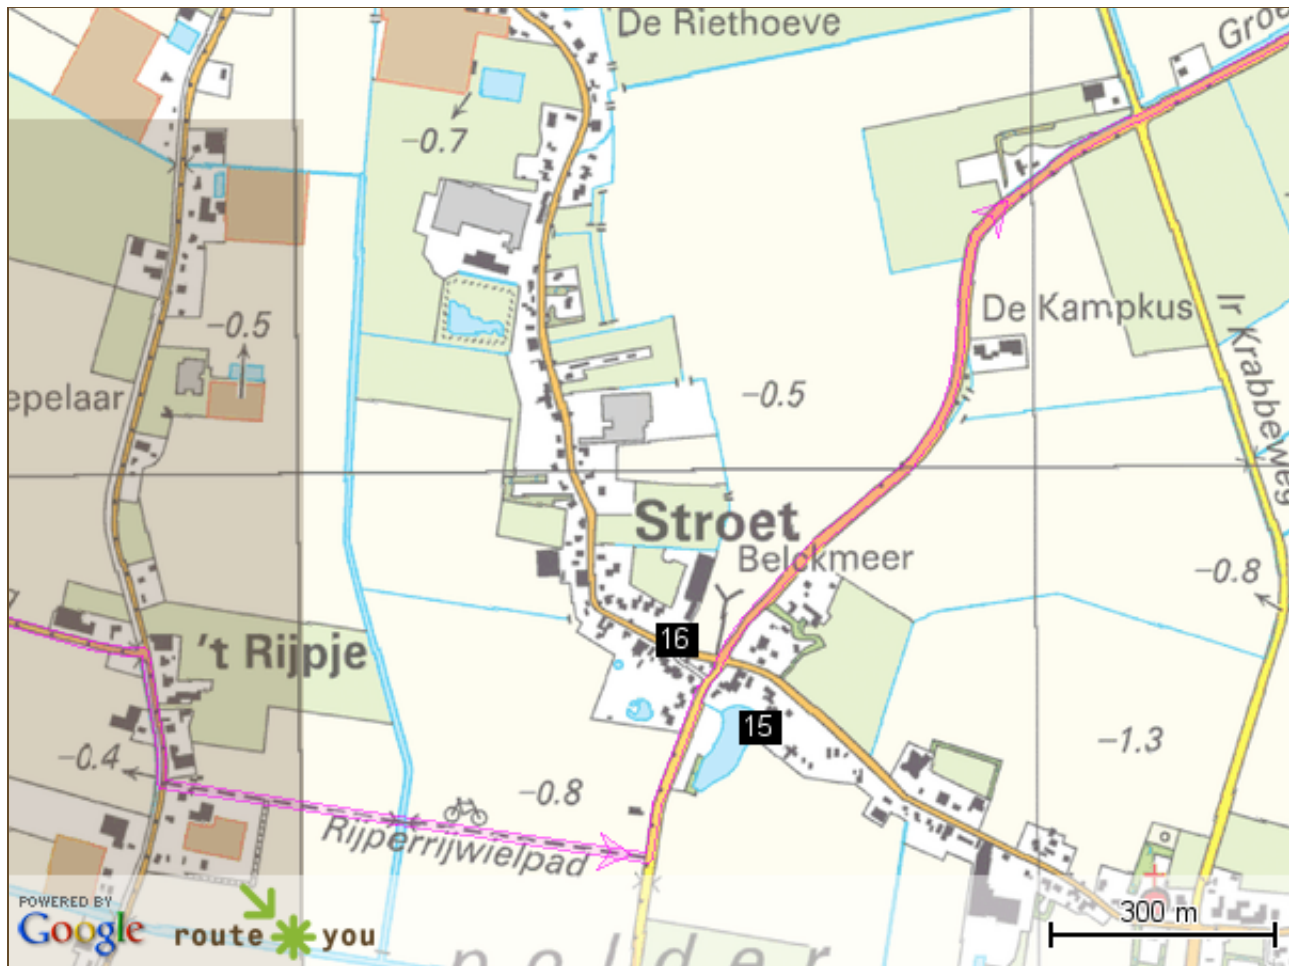 De Riethoeve
Groe
-0.7
De Kampkus
-0.5
Ir Krabbeweg
epelaar
-0.5
Stroet
Belckmeer
-0.8
16
't Rijpje
15
-1.3
-0.4
-0.8
Rijperrijwielpad
POWERED BY
Google
route you
300 m
polder